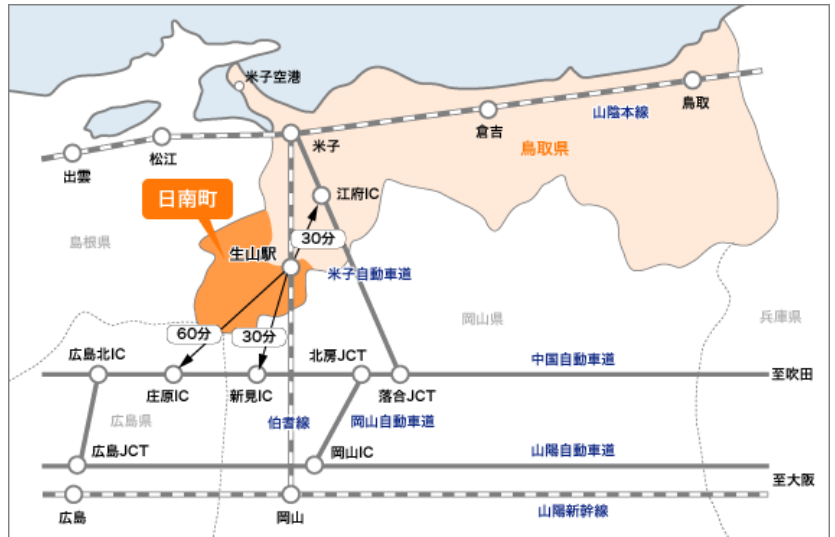 米子空港
鳥取
山陰本線
倉吉
米子
鳥取県
松江
出雲
江府IC
日南町
島根県
30分
生山駅
米子自動車道
岡山県
兵庫県
60分
30分
広島北IC
北房JCT
中国自動車道
至吹田
庄原IC
新見IC
落合JCT
広島県
伯耆線
岡山自動車道
広島JCT
岡山IC
山陽自動車道
至大阪
広島
岡山
山陽新幹線